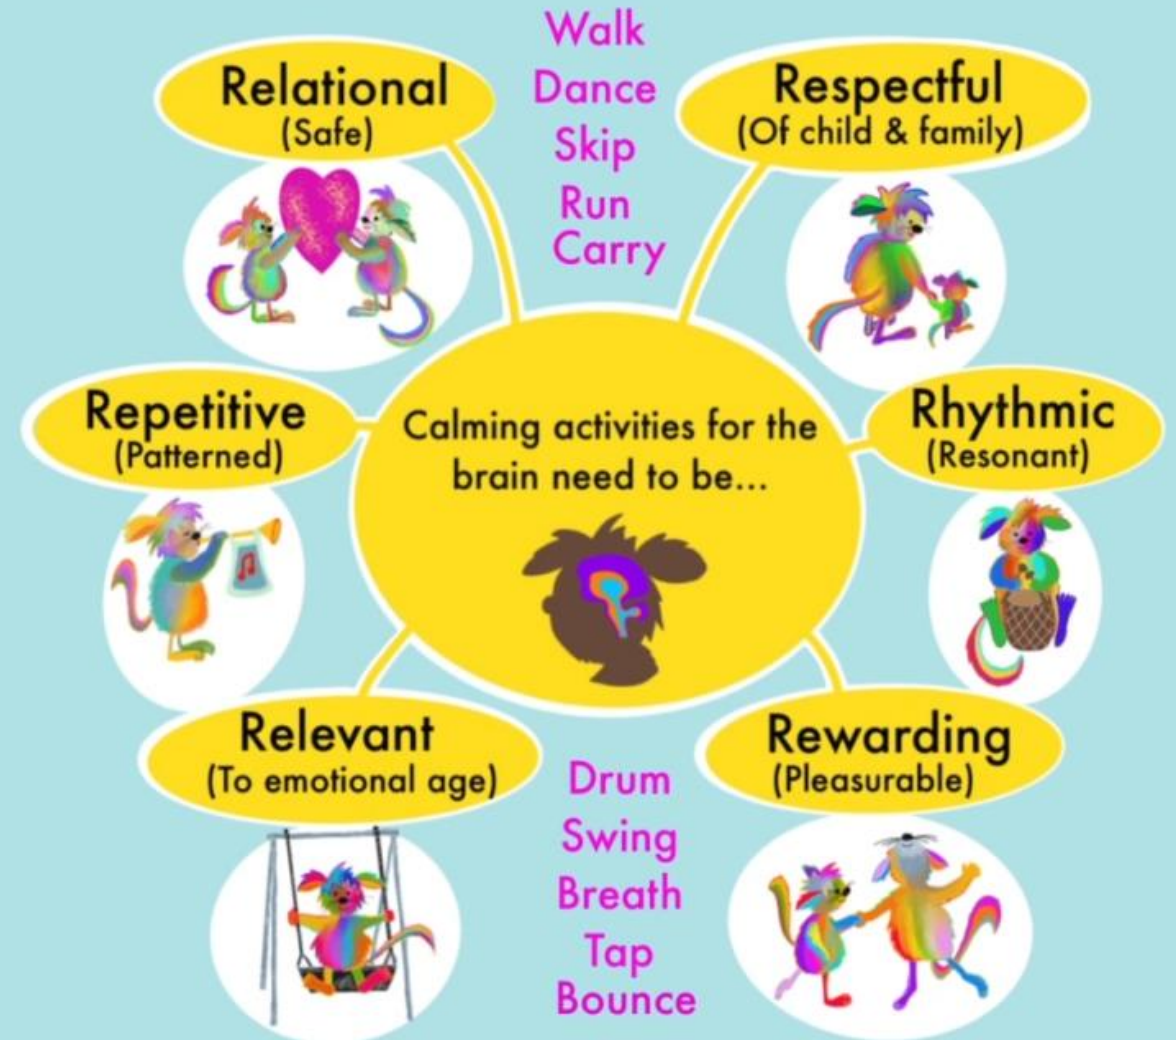 Walk
Dance
Skip
Run
Carry
Relational
(Safe)
Respectful
(Of child & family)
Repetitive
(Patterned)
Calming activities for the
brain need to be...
Rhythmic
(Resonant)
Relevant
(To emotional age)
Rewarding
(Pleasurable)
Drum
Swing
Breath
Tap
Bounce